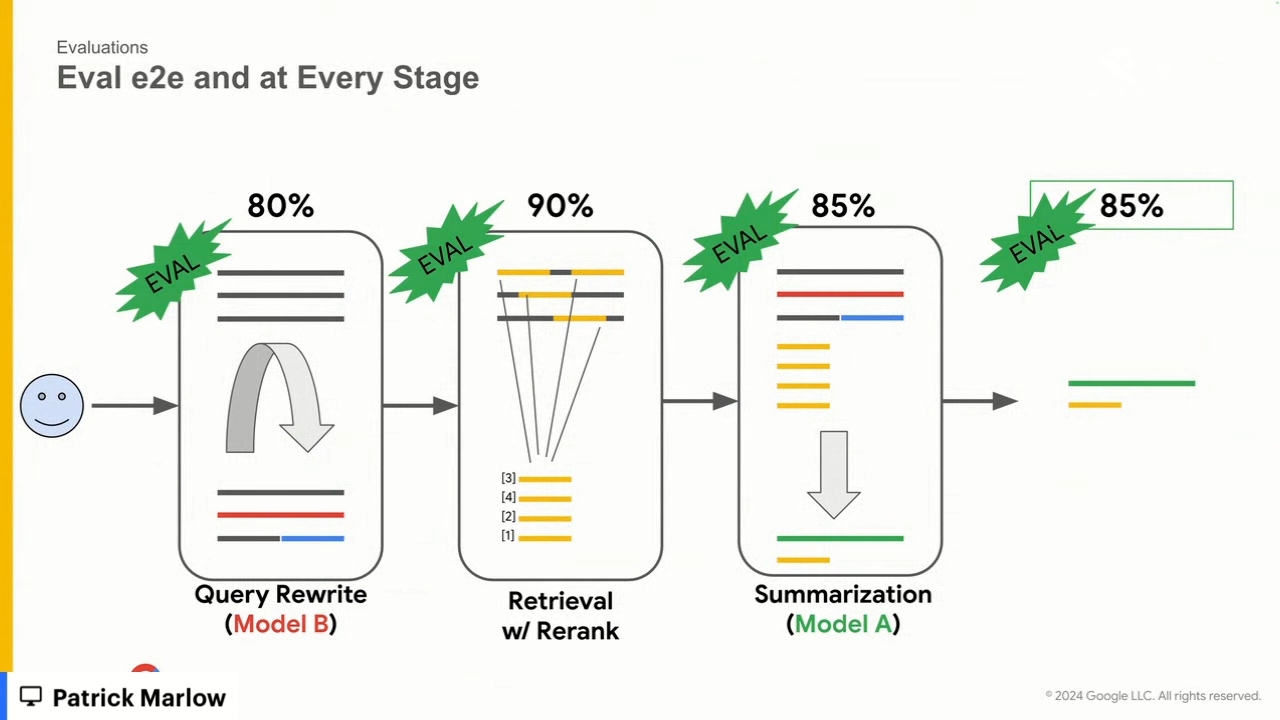 Evaluations
Eval e2e and at Every Stage
80%
90%
85%
85%
EVAL
EVAL
EVAL
EVAL
[3]
[4]
[2]
[1]
Query Rewrite
(Model B)
Retrieval
w/ Rerank
Summarization
(Model A)
Patrick Marlow
© 2024 Google LLC. All rights reserved.